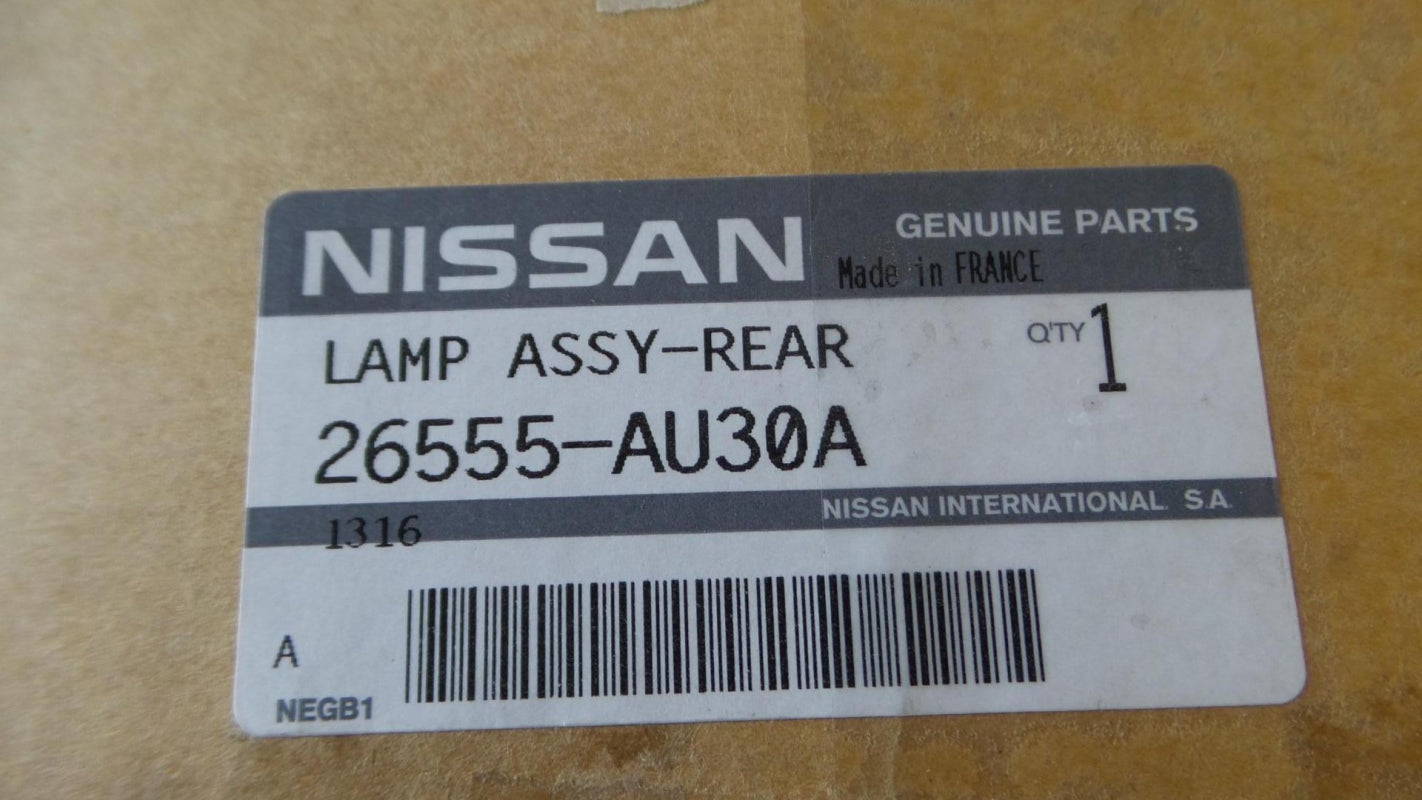 NISSAN
GENUINE PARTS
Made in FRANCE
LAMP ASSY-REAR
Q'TY 1
26555-AU30A
NISSAN INTERNATIONAL S.A.
1316
A
NEGB1